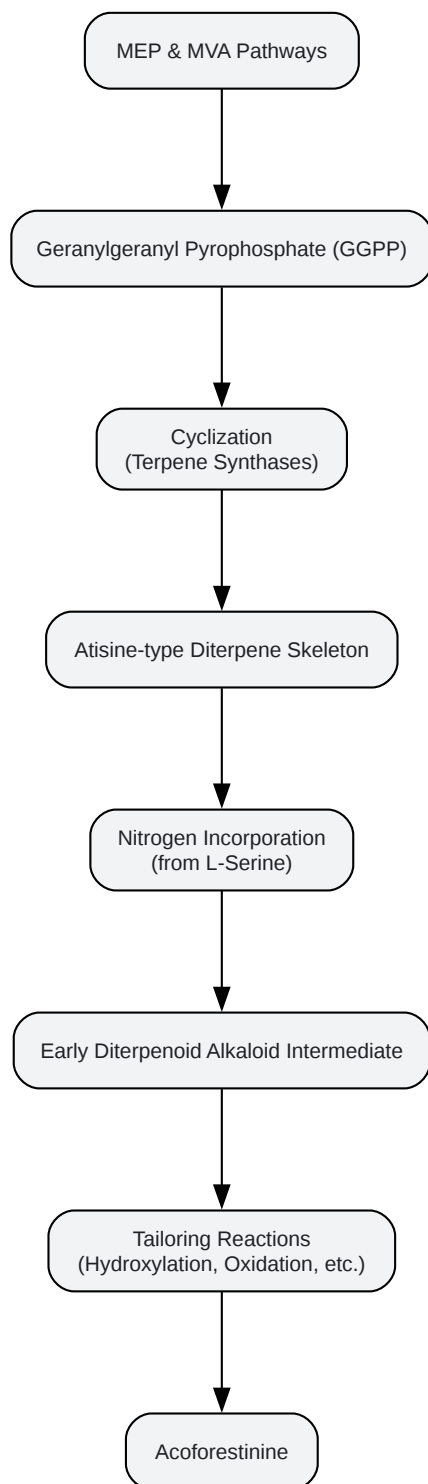 MEP & MVA Pathways
Geranylgeranyl Pyrophosphate (GGPP)
Cyclization
(Terpene Synthases)
Atisine-type Diterpene Skeleton
Nitrogen Incorporation
(from L-Serine)
Early Diterpenoid Alkaloid Intermediate
Tailoring Reactions
(Hydroxylation, Oxidation, etc.)
Acoforestinine